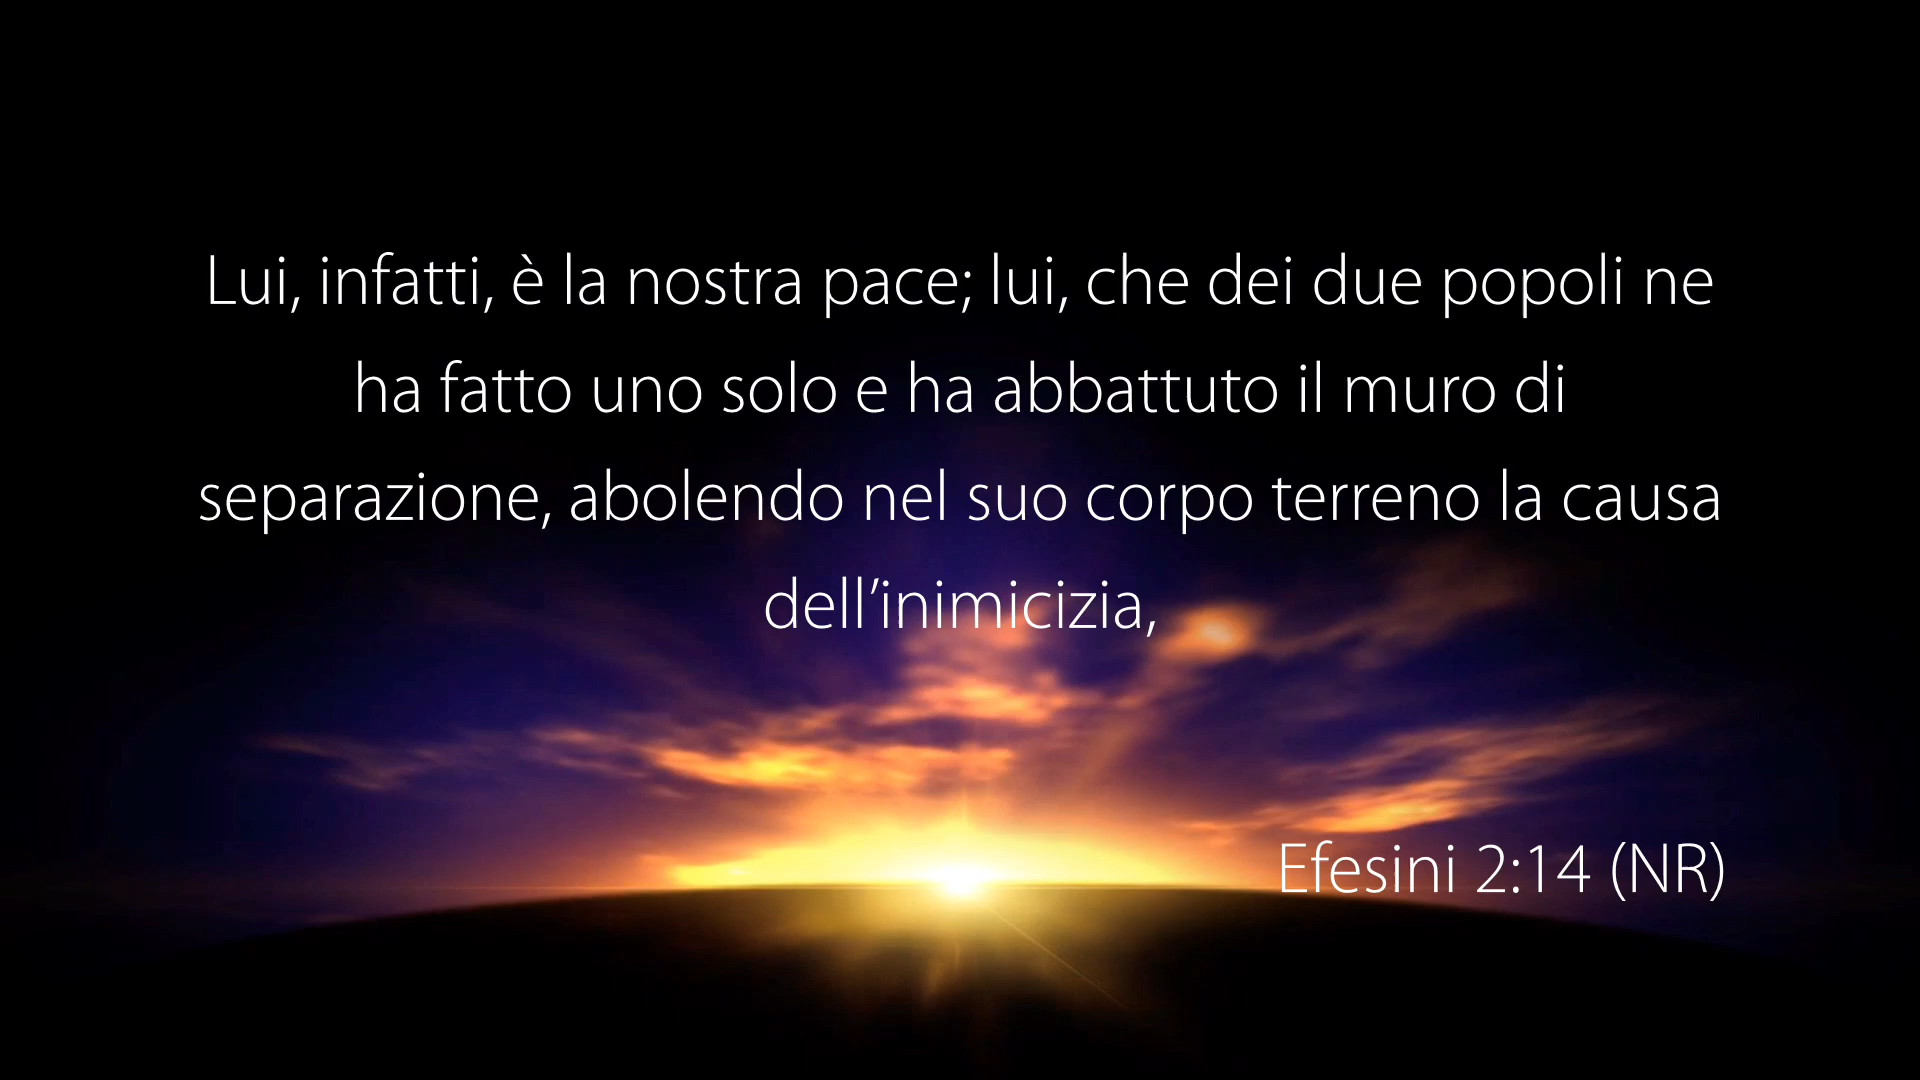 Lui, infatti, è la nostra pace; lui, che dei due popoli ne
ha fatto uno solo e ha abbattuto il muro di
separazione, abolendo nel suo corpo terreno la causa
dell’inimicizia,
Efesini 2:14 (NR)